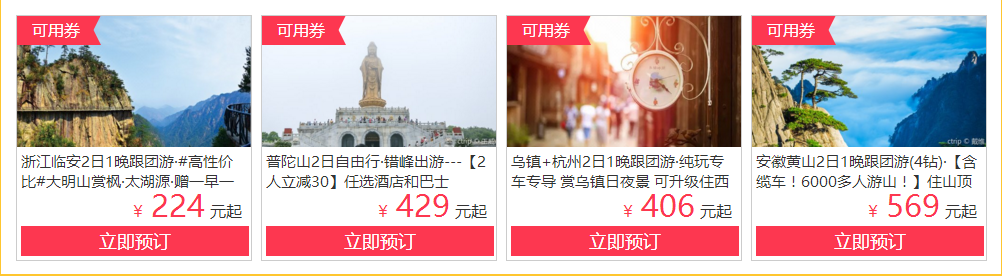 可用券
浙江临安2日1晚跟团游·#高性价
比#大明山赏枫·太湖源·赠一早一
¥ 224 元起
立即预订
可用券
普陀山2日自由行·错峰出游---【2
人立减30】任选酒店和巴士
¥ 429 元起
立即预订
可用券
乌镇+杭州2日1晚跟团游·纯玩专
车专导 赏乌镇日夜景 可升级住西
¥ 406 元起
立即预订
可用券
ctrip
安徽黄山2日1晚跟团游(4钻)·【含
缆车！6000多人游山！】住山顶
¥ 569 元起
立即预订